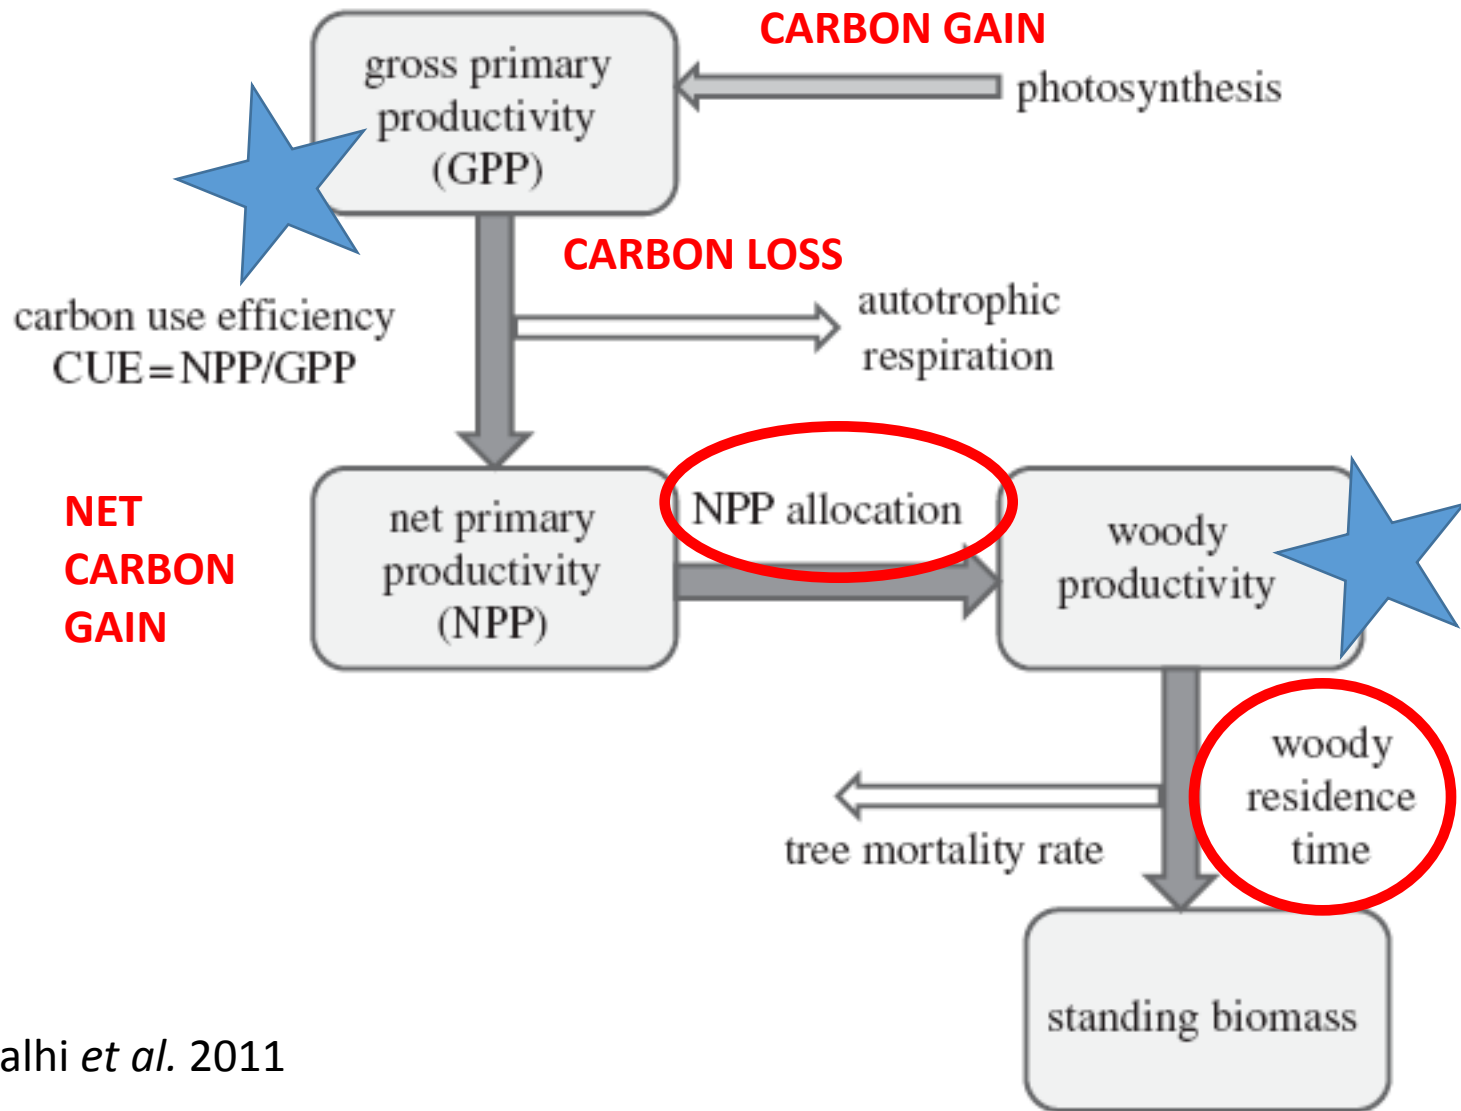 CARBON GAIN
gross primary
productivity
(GPP)
photosynthesis
CARBON LOSS
carbon use efficiency
CUE=NPP/GPP
autotrophic
respiration
NET
CARBON
GAIN
net primary
productivity
(NPP)
NPP allocation
woody
productivity
woody
residence
time
tree mortality rate
standing biomass
alhi et al. 2011